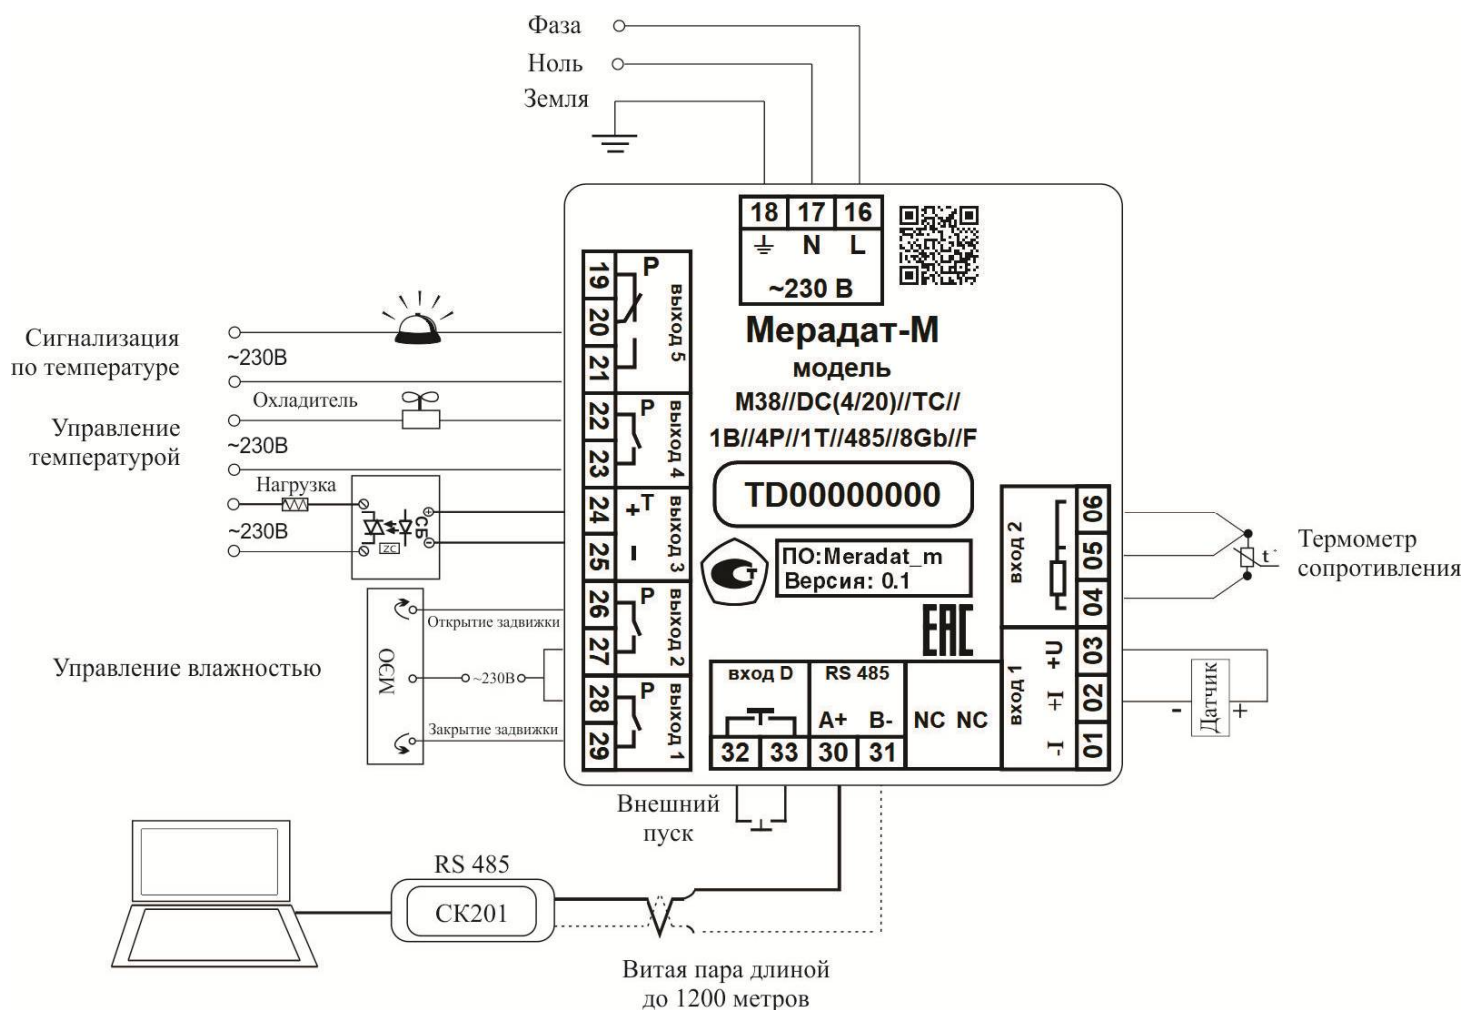 Фаза
Ноль
Земля
18 17 16
N L
~230 В
19
20
21
P
выход 5
Мерадат-М
модель
M38//DC(4/20)//TC//
1B//4P//1T//485//8Gb//F
TD00000000
ПО:Meradat_m
Версия: 0.1
СТ
ЕАС
Сигнализация
по температуре
~230В
Охладитель
Управление
температурой
~230В
22
23
P
выход 4
Нагрузка
~230В
СБ
ZC
24
25
+T
-
выход 3
26
27
P
выход 2
28
29
P
выход 1
Управление влажностью
МЭО
Открытие задвижки
~230В
Закрытие задвижки
вход 2
06
05
04
Термометр
сопротивления
t°
вход 1
+U
+I
-I
03
02
01
Датчик
-
+
вход D
RS 485
A+ B-
NC NC
32 33 30 31
Внешний
пуск
RS 485
СК201
Витая пара длиной
до 1200 метров